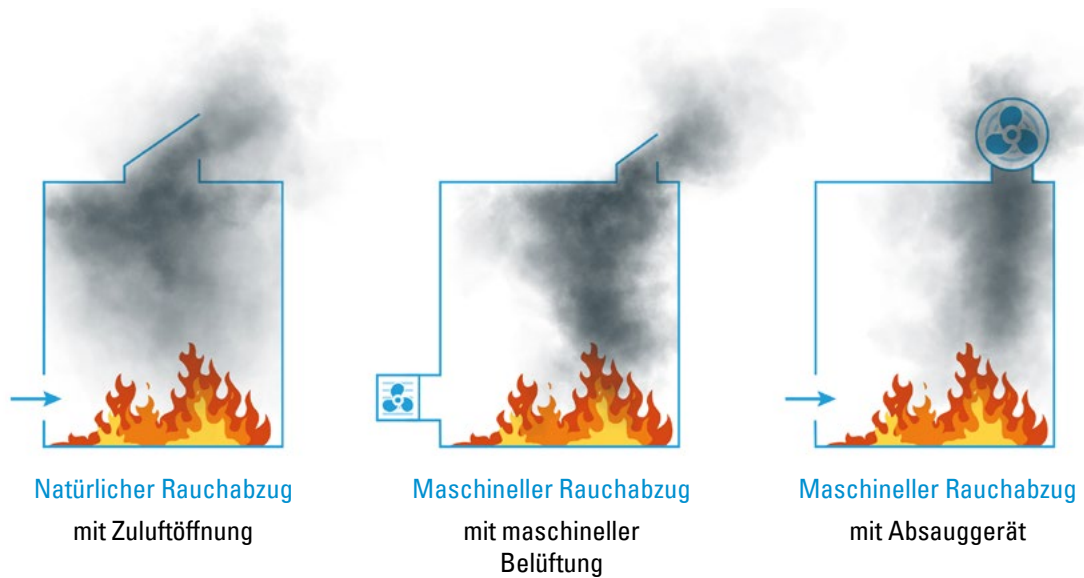 Natürlicher Rauchabzug
mit Zuluftöffnung
Maschineller Rauchabzug
mit maschineller
Belüftung
Maschineller Rauchabzug
mit Absauggerät